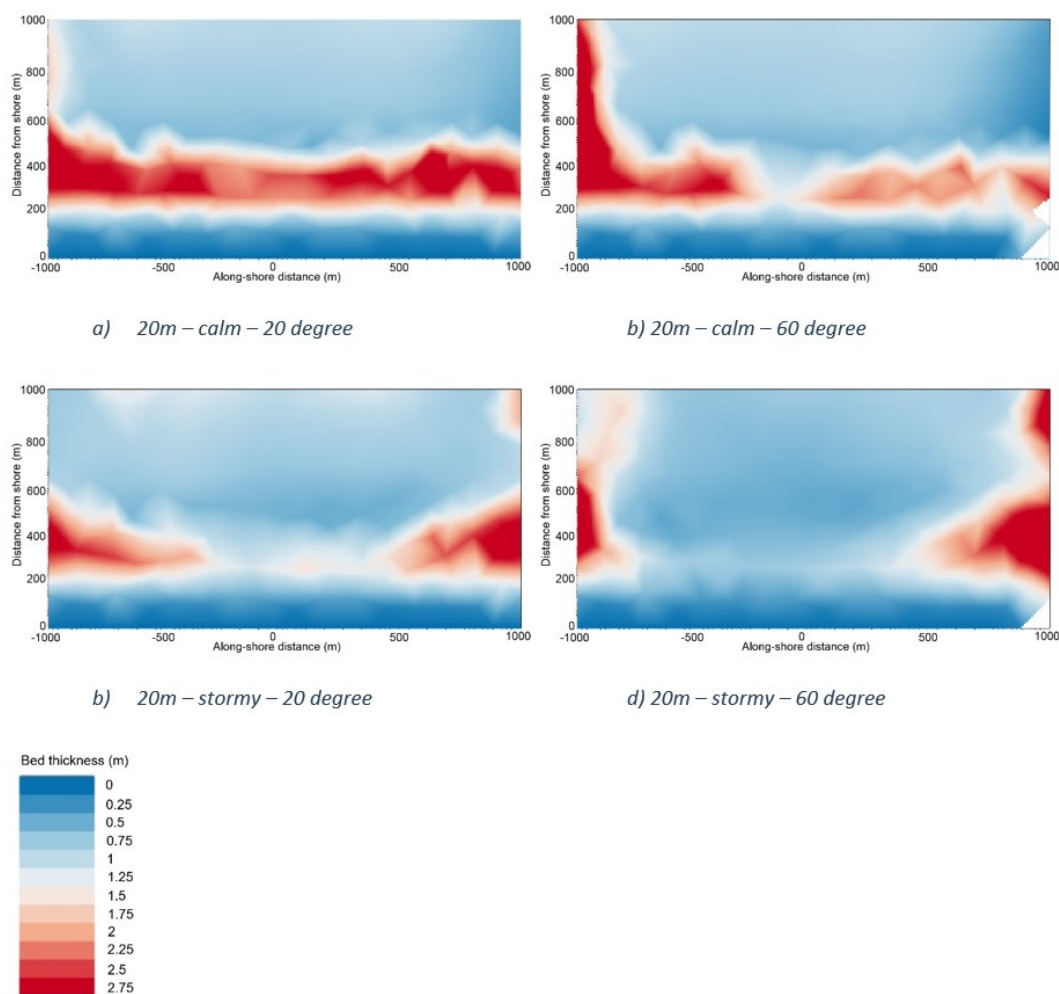 1000
800
600
400
200
0
Distance from shore (m)
-1000 -500 0 500 1000
Along-shore distance (m)
a) 20m – calm – 20 degree
1000
800
600
400
200
0
Distance from shore (m)
-1000 -500 0 500 1000
Along-shore distance (m)
b) 20m – calm – 60 degree
1000
800
600
400
200
0
Distance from shore (m)
-1000 -500 0 500 1000
Along-shore distance (m)
b) 20m – stormy – 20 degree
1000
800
600
400
200
0
Distance from shore (m)
-1000 -500 0 500 1000
Along-shore distance (m)
d) 20m – stormy – 60 degree
Bed thickness (m)
0
0.25
0.5
0.75
1
1.25
1.5
1.75
2
2.25
2.5
2.75